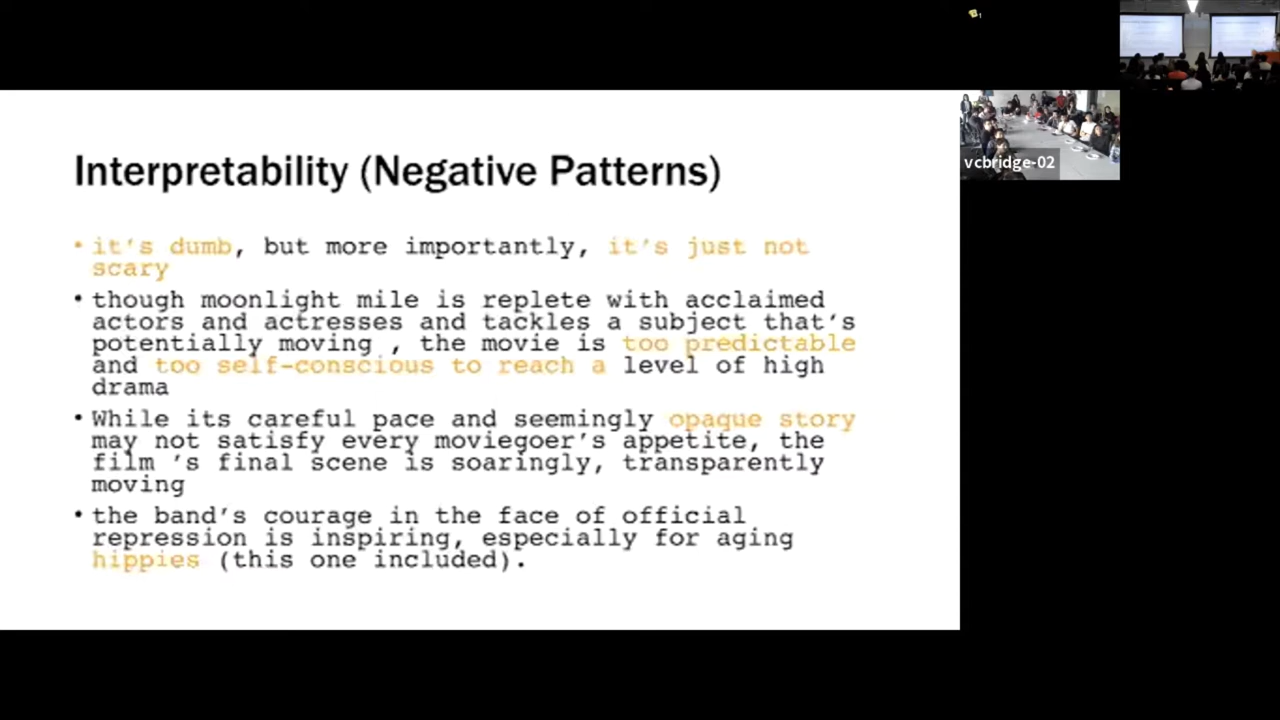 Interpretability (Negative Patterns)
• it's dumb, but more importantly, it's just not
scary
• though moonlight mile is replete with acclaimed
actors and actresses and tackles a subject that's
potentially moving , the movie is too predictable
and too self-conscious to reach a level of high
drama
• While its careful pace and seemingly opaque story
may not satisfy every moviegoer's appetite, the
film 's final scene is soaringly, transparently
moving
• the band's courage in the face of official
repression is inspiring, especially for aging
hippies (this one included).
vcbridge-02